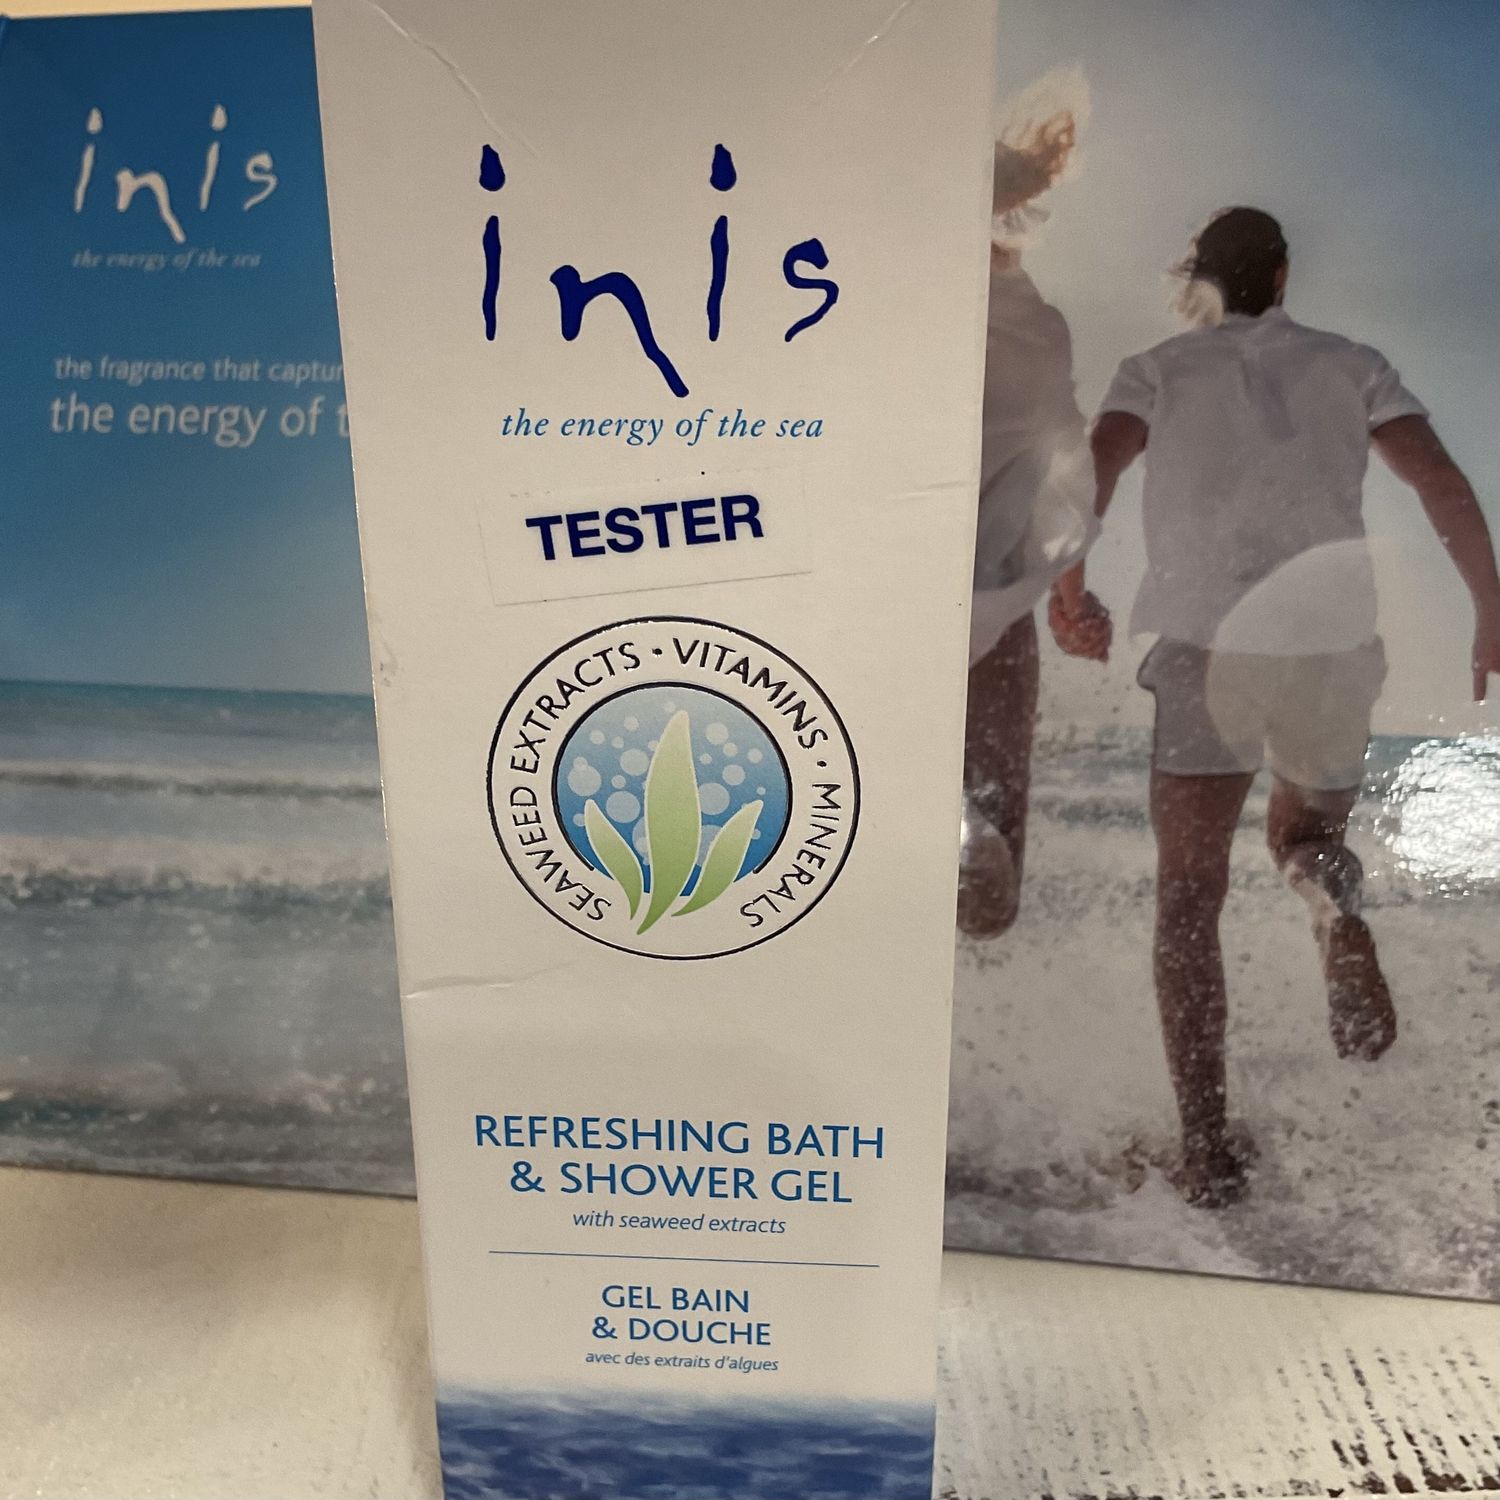 inis
the energy of the sea
the fragrance that captur
the energy of t
inis
the energy of the sea
TESTER
SEAWEED EXTRACTS · VITAMINS · MINERALS
REFRESHING BATH
& SHOWER GEL
with seaweed extracts
GEL BAIN
& DOUCHE
avec des extraits d'algues